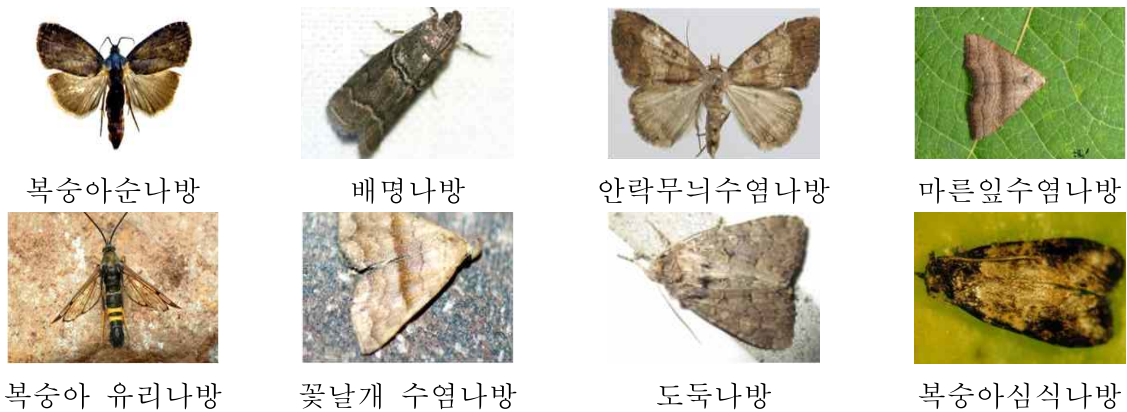 복숭아순나방 배명나방 안락무늬수염나방 마른잎수염나방
복숭아 유리나방 꽃날개 수염나방 도둑나방 복숭아심식나방